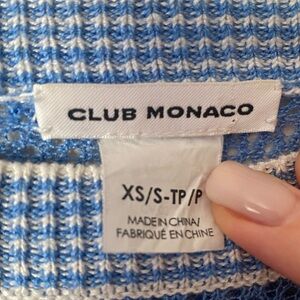 CLUB MONACO
XS/S-TP/P
MADE IN CHINA/
FABRIQUÉ EN CHINE